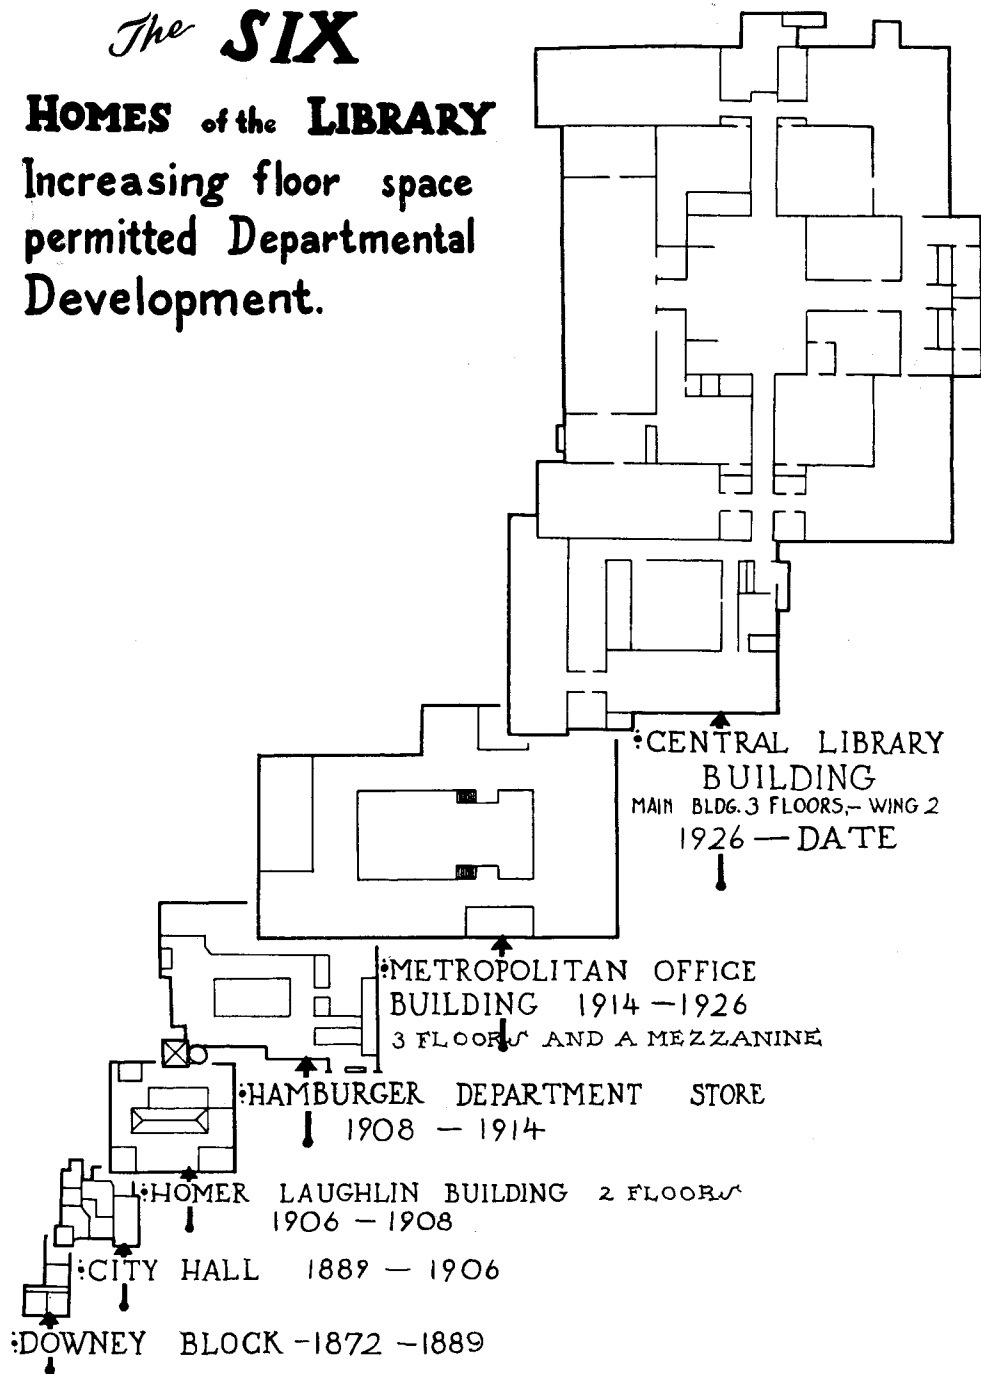 The SIX
HOMES of the LIBRARY
Increasing floor space
permitted Departmental
Development.
CENTRAL LIBRARY
BUILDING
MAIN BLDG. 3 FLOORS,- WING 2
1926 — DATE
METROPOLITAN OFFICE
BUILDING 1914 — 1926
3 FLOORS AND A MEZZANINE
HAMBURGER DEPARTMENT STORE
1908 — 1914
HOMER LAUGHLIN BUILDING 2 FLOORS
1906 — 1908
CITY HALL 1889 — 1906
DOWNEY BLOCK - 1872 - 1889